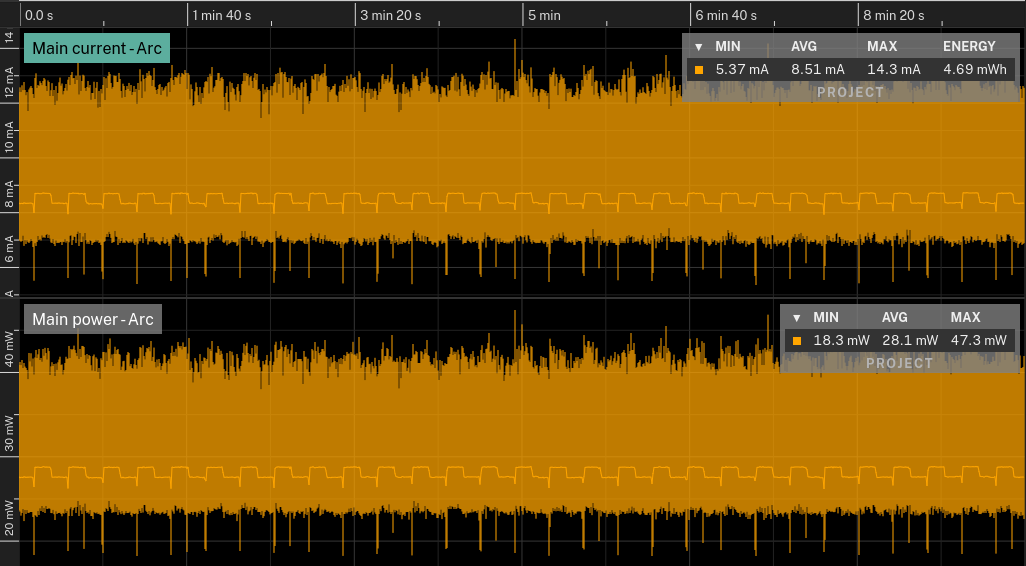 0.0 s 1 min 40 s 3 min 20 s 5 min 6 min 40 s 8 min 20 s
Main current - Arc
▼ MIN AVG MAX ENERGY
5.37 mA 8.51 mA 14.3 mA 4.69 mWh
PROJECT
14
12 mA
10 mA
8 mA
6 mA
A
Main power - Arc
▼ MIN AVG MAX
18.3 mW 28.1 mW 47.3 mW
PROJECT
40 mW
30 mW
20 mW